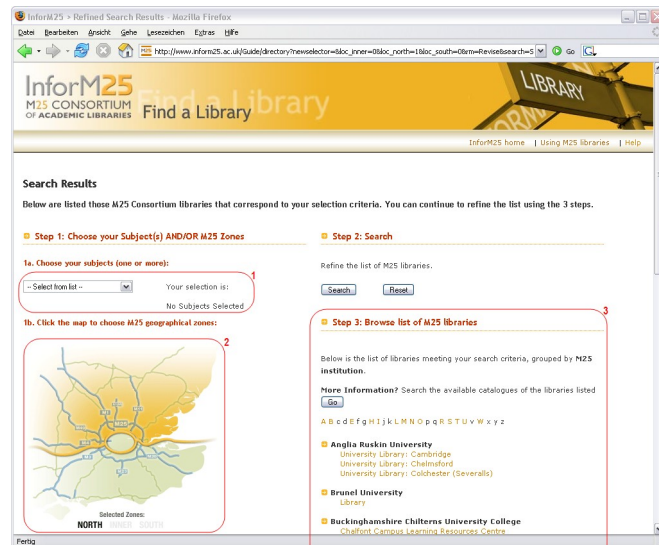 InforM25 > Refined Search Results - Mozilla Firefox
Datei Bearbeiten Ansicht Gehe Lesezeichen Extras Hilfe
http://www.inform25.ac.uk/Guide/directory?newselector=&loc_inner=0&loc_north=1&loc_south=0&rm=Revise&search=S Go
InforM25
M25 CONSORTIUM
OF ACADEMIC LIBRARIES
Find a Library
LIBRARY
InforM25 home | Using M25 libraries | Help
Search Results
Below are listed those M25 Consortium libraries that correspond to your selection criteria. You can continue to refine the list using the 3 steps.
Step 1: Choose your Subject(s) AND/OR M25 Zones
1a. Choose your subjects (one or more):
1
-- Select from list --
Your selection is:
No Subjects Selected
1b. Click the map to choose M25 geographical zones:
2
M25
Selected Zones:
NORTH INNER SOUTH
Step 2: Search
Refine the list of M25 libraries.
Search Reset
3
Step 3: Browse list of M25 libraries
Below is the list of libraries meeting your search criteria, grouped by M25
institution.
More Information? Search the available catalogues of the libraries listed
Go
A B c d E f g H I j k L M N O p q R S T U v W x y z
Anglia Ruskin University
University Library: Cambridge
University Library: Chelmsford
University Library: Colchester (Severalls)
Brunel University
Library
Buckinghamshire Chilterns University College
Chalfont Campus Learning Resources Centre
Fertig